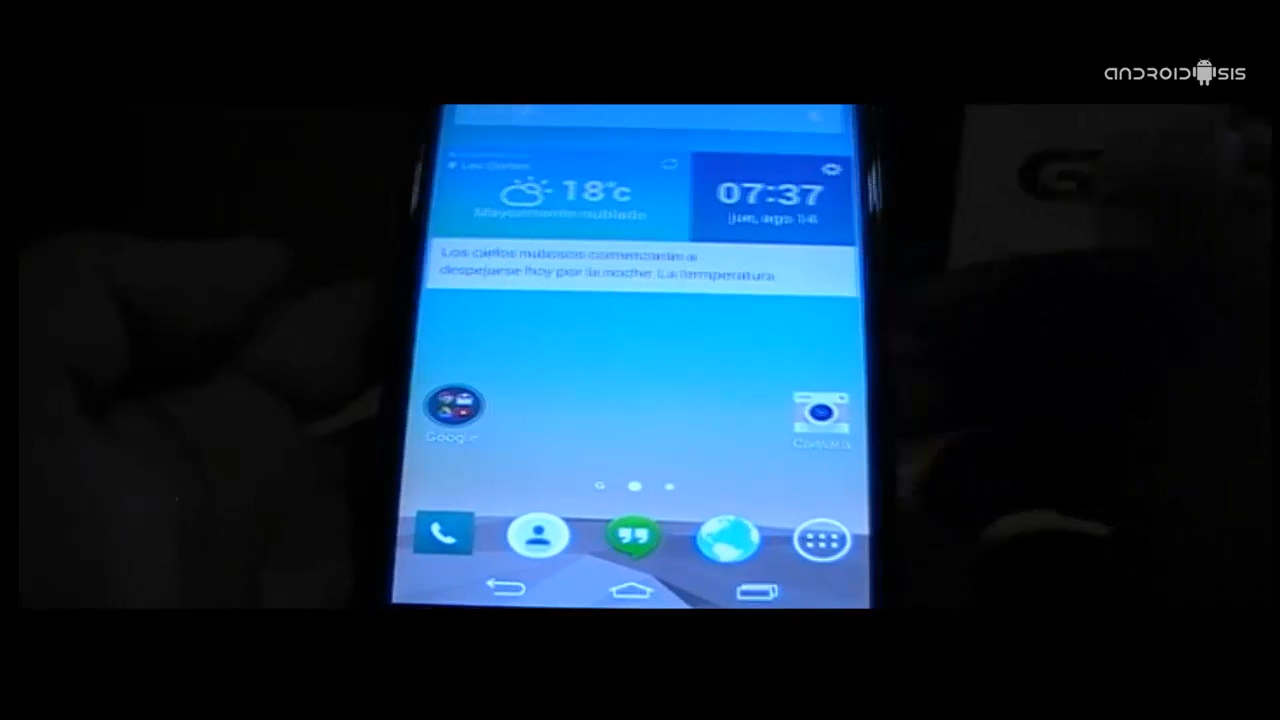 ANDROIDSIS
G
18°c
07:37
Mayormente nublado
jue, ago 14
Los cielos nubosos comenzarán a
despejarse hoy por la noche. La temperatura
Google
Cámara